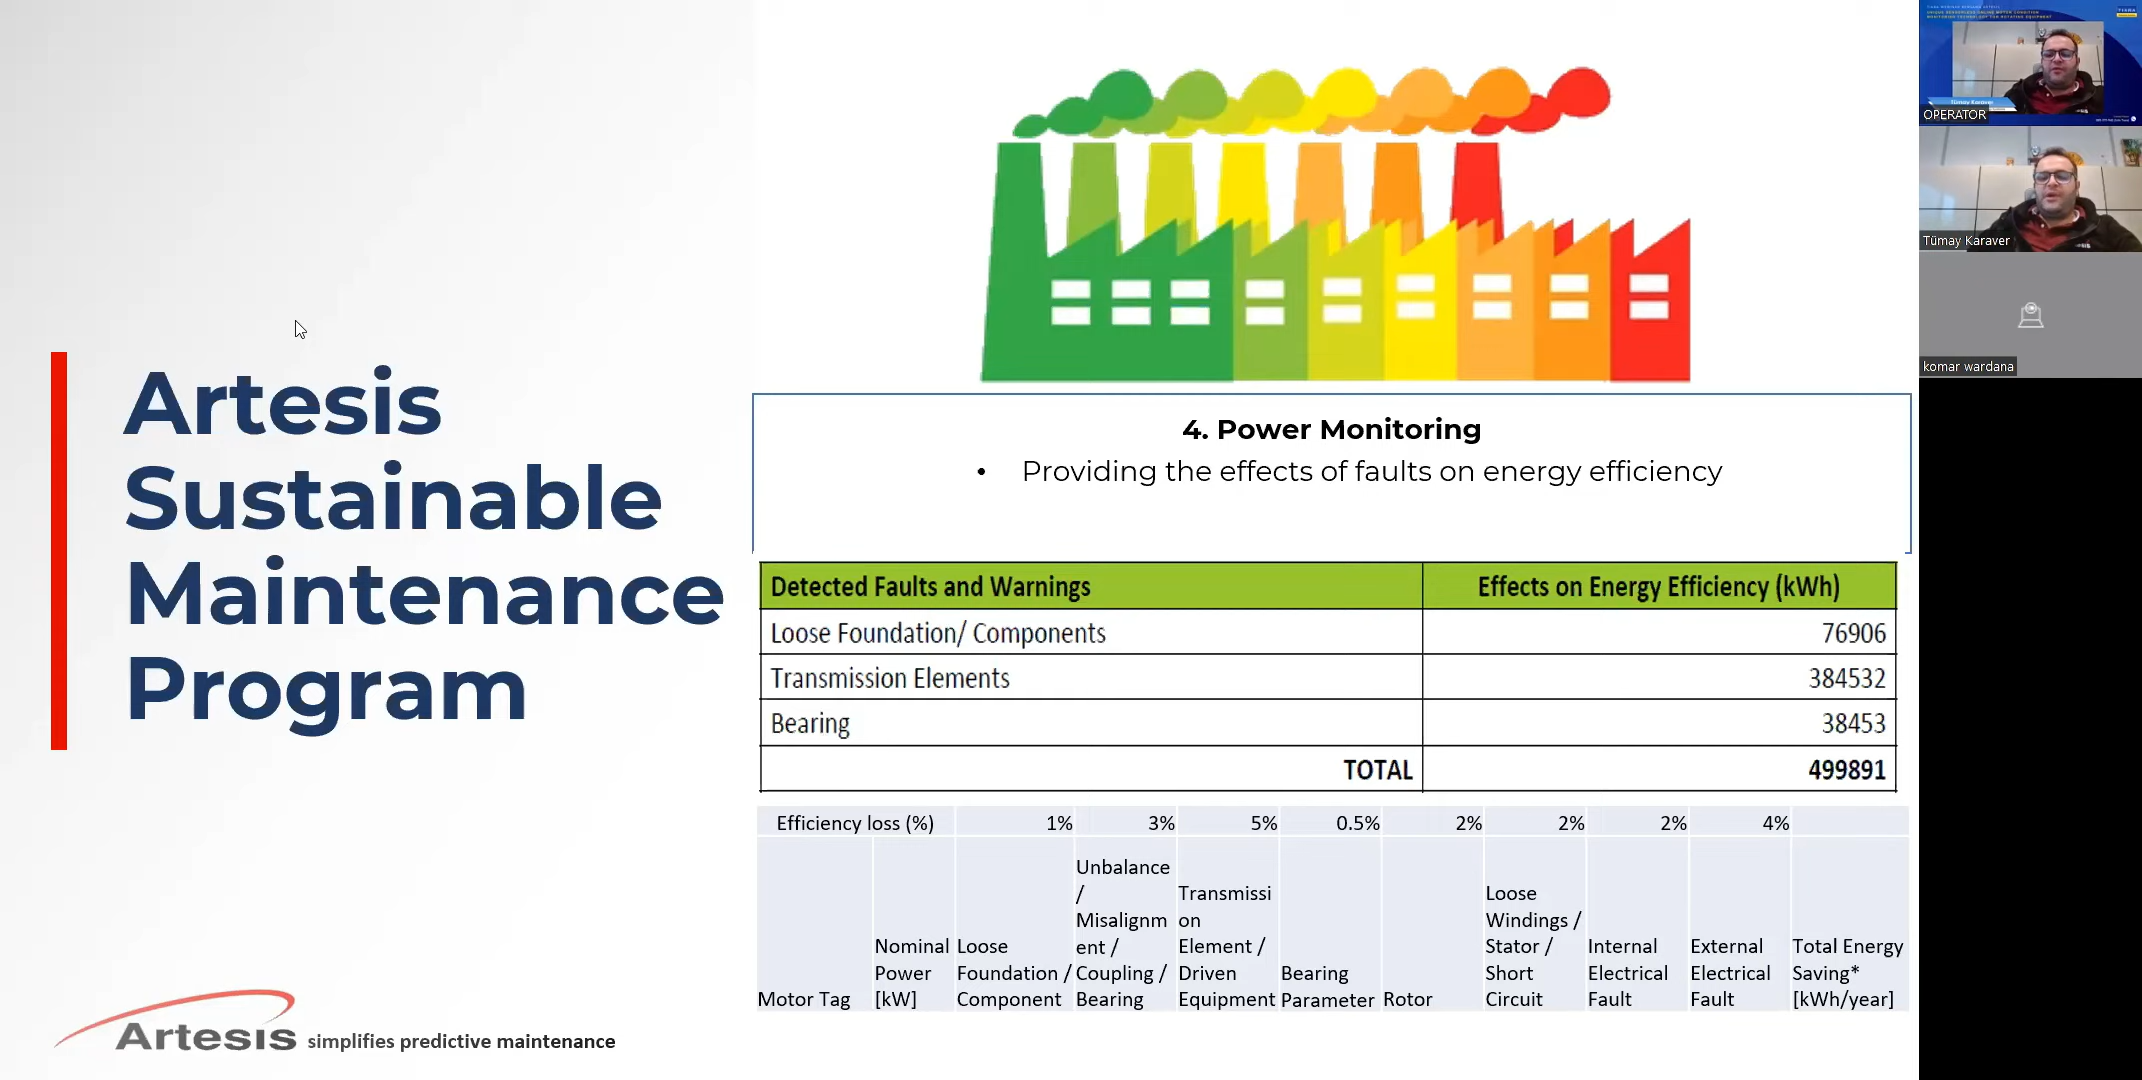 Artesis
Sustainable
Maintenance
Program
Artesis simplifies predictive maintenance
4. Power Monitoring
• Providing the effects of faults on energy efficiency
Detected Faults and Warnings Effects on Energy Efficiency (kWh)
Loose Foundation/ Components 76906
Transmission Elements 384532
Bearing 38453
TOTAL 499891
Efficiency loss (%) 1% 3% 5% 0.5% 2% 2% 2% 4%
Motor Tag
Nominal
Power
[kW]
Loose
Foundation /
Component
Unbalance
/
Misalignm
ent /
Coupling /
Bearing
Transmissi
on
Element /
Driven
Equipment
Bearing
Parameter
Rotor
Loose
Windings /
Stator /
Short
Circuit
Internal
Electrical
Fault
External
Electrical
Fault
Total Energy
Saving*
[kWh/year]
Tümay Karaver
OPERATOR
Tümay Karaver
komar wardana